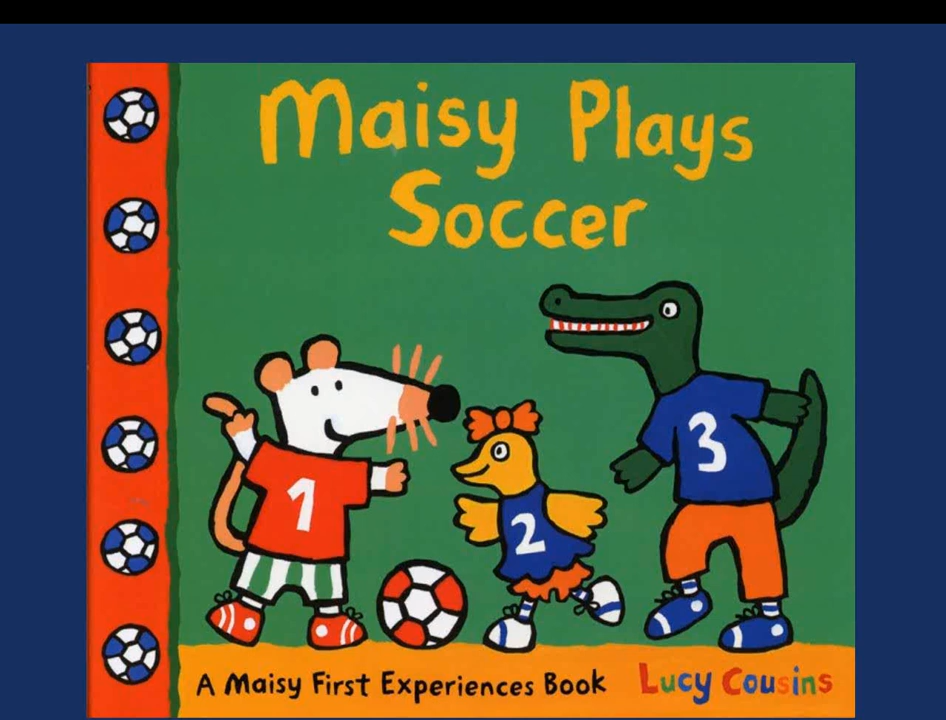 Maisy Plays
Soccer
1
2
3
A Maisy First Experiences Book
Lucy Cousins